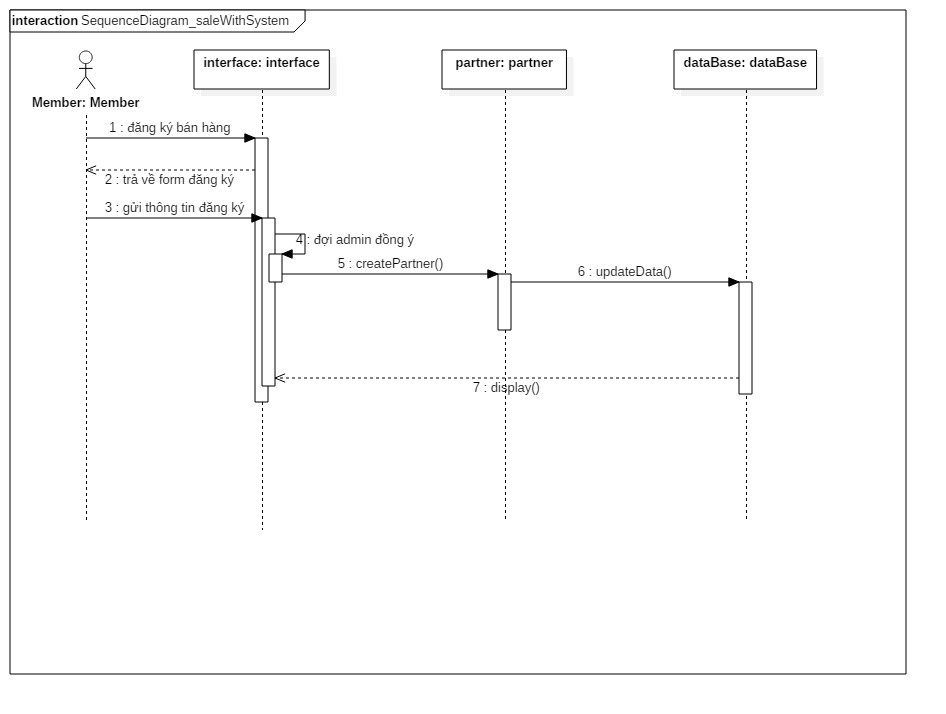 interaction SequenceDiagram_saleWithSystem
interface: interface
partner: partner
dataBase: dataBase
Member: Member
1 : đăng ký bán hàng
2 : trả về form đăng ký
3 : gửi thông tin đăng ký
4 : đợi admin đồng ý
5 : createPartner()
6 : updateData()
7 : display()